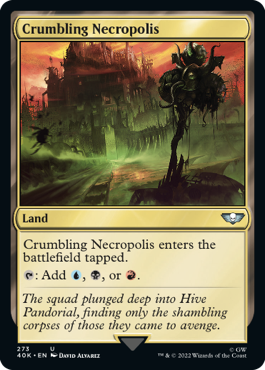 Crumbling Necropolis
Land
Crumbling Necropolis enters the
battlefield tapped.
: Add , , or .
The squad plunged deep into Hive
Pandorial, finding only the shambling
corpses of those they came to avenge.
273 U
40K • EN DAVID ALVAREZ
© GW
™ & © 2022 Wizards of the Coast